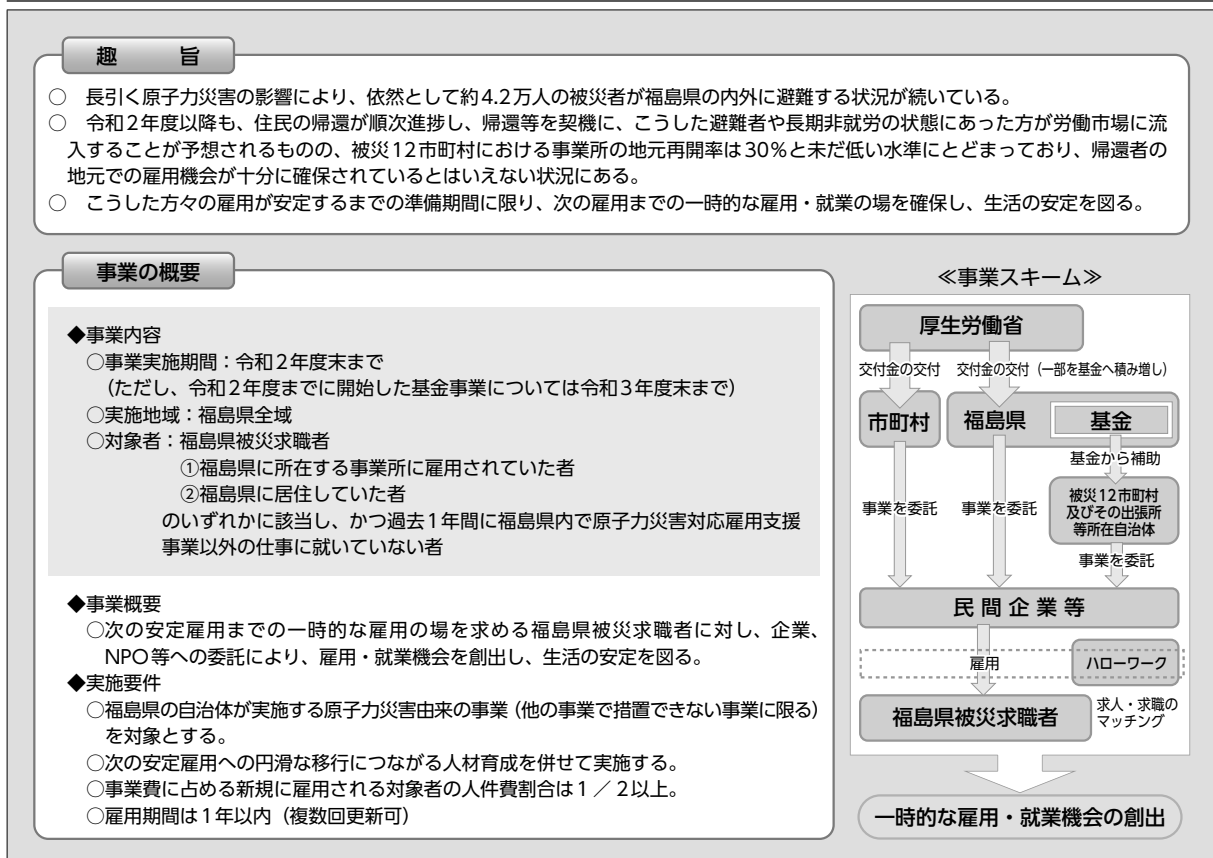 趣　　旨
○　長引く原子力災害の影響により、依然として約4.2万人の被災者が福島県の内外に避難する状況が続いている。
○　令和２年度以降も、住民の帰還が順次進捗し、帰還等を契機に、こうした避難者や長期非就労の状態にあった方が労働市場に流
入することが予想されるものの、被災12市町村における事業所の地元再開率は30％と未だ低い水準にとどまっており、帰還者の
地元での雇用機会が十分に確保されているとはいえない状況にある。
○　こうした方々の雇用が安定するまでの準備期間に限り、次の雇用までの一時的な雇用・就業の場を確保し、生活の安定を図る。
事業の概要
◆事業内容
○事業実施期間：令和２年度末まで
（ただし、令和２年度までに開始した基金事業については令和３年度末まで）
○実施地域：福島県全域
○対象者：福島県被災求職者
①福島県に所在する事業所に雇用されていた者
②福島県に居住していた者
のいずれかに該当し、かつ過去１年間に福島県内で原子力災害対応雇用支援
事業以外の仕事に就いていない者
◆事業概要
○次の安定雇用までの一時的な雇用の場を求める福島県被災求職者に対し、企業、
NPO等への委託により、雇用・就業機会を創出し、生活の安定を図る。
◆実施要件
○福島県の自治体が実施する原子力災害由来の事業（他の事業で措置できない事業に限る）
を対象とする。
○次の安定雇用への円滑な移行につながる人材育成を併せて実施する。
○事業費に占める新規に雇用される対象者の人件費割合は１／２以上。
○雇用期間は１年以内（複数回更新可）
≪事業スキーム≫
厚生労働省
交付金の交付　交付金の交付（一部を基金へ積み増し）
市町村　福島県　基金
基金から補助
被災12市町村
及びその出張所
等所在自治体
事業を委託　事業を委託
事業を委託
民間企業等
雇用　ハローワーク
福島県被災求職者
求人・求職の
マッチング
一時的な雇用・就業機会の創出